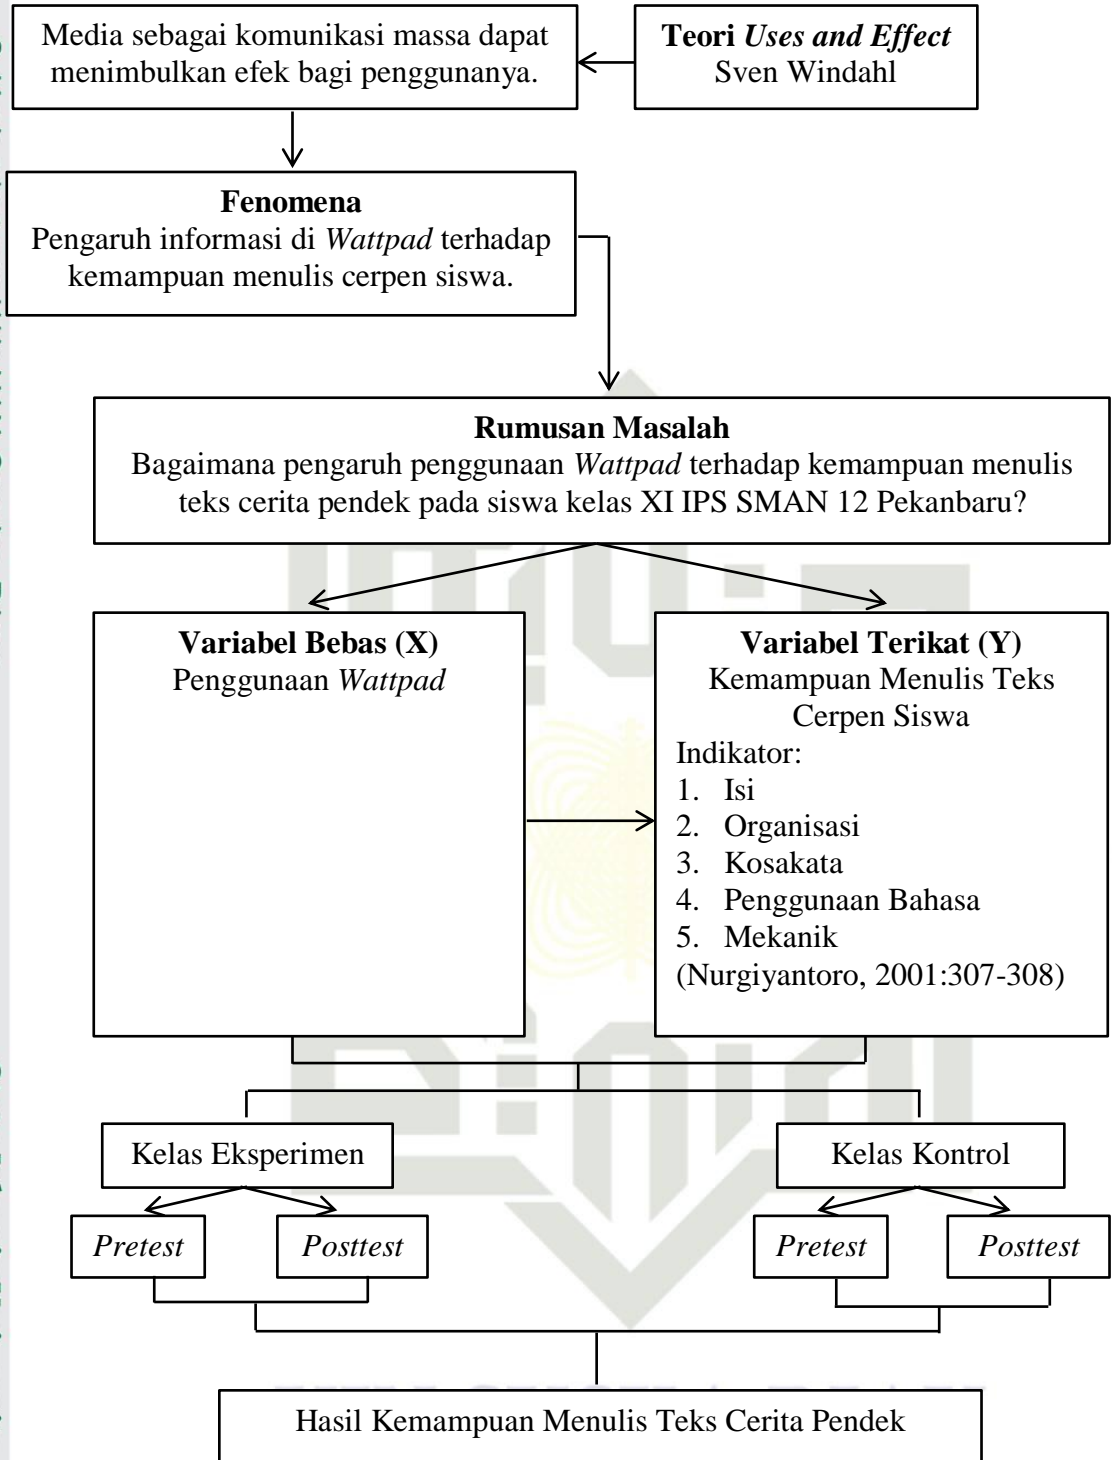 Media sebagai komunikasi massa dapat
menimbulkan efek bagi penggunanya.
Teori Uses and Effect
Sven Windahl
Fenomena
Pengaruh informasi di Wattpad terhadap
kemampuan menulis cerpen siswa.
Rumusan Masalah
Bagaimana pengaruh penggunaan Wattpad terhadap kemampuan menulis
teks cerita pendek pada siswa kelas XI IPS SMAN 12 Pekanbaru?
Variabel Bebas (X)
Penggunaan Wattpad
Variabel Terikat (Y)
Kemampuan Menulis Teks
Cerpen Siswa
Indikator:
1. Isi
2. Organisasi
3. Kosakata
4. Penggunaan Bahasa
5. Mekanik
(Nurgiyantoro, 2001:307-308)
Kelas Eksperimen
Kelas Kontrol
Pretest
Posttest
Pretest
Posttest
Hasil Kemampuan Menulis Teks Cerita Pendek